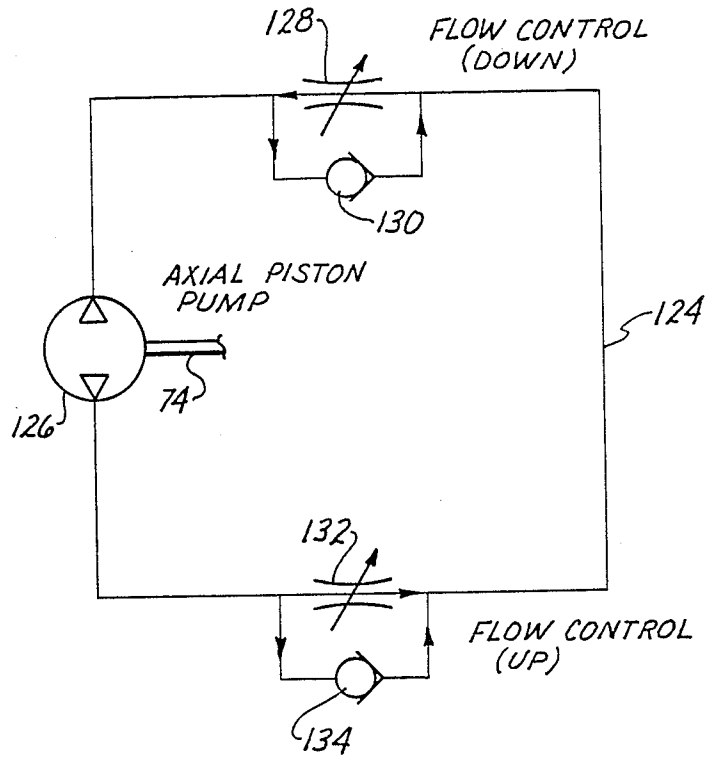 128
FLOW CONTROL
(DOWN)
130
AXIAL PISTON
PUMP
124
74
126
132
FLOW CONTROL
(UP)
134